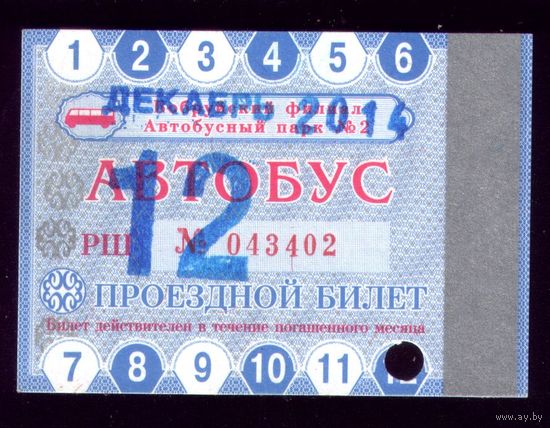 1 2 3 4 5 6
ДЕКАБРЬ 2014
Бобруйский филиал
Автобусный парк №2
АВТОБУС
12
РШ № 043402
ПРОЕЗДНОЙ БИЛЕТ
Билет действителен в течение погашенного месяца
7 8 9 10 11 12
www.ay.by